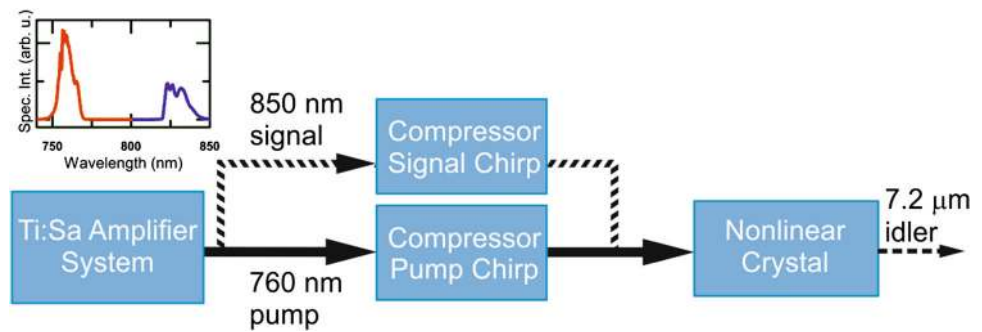 Spec. Int. (arb. u.)
750
800
850
Wavelength (nm)
850 nm
signal
Compressor
Signal Chirp
Ti:Sa Amplifier
System
760 nm
pump
Compressor
Pump Chirp
Nonlinear
Crystal
7.2 μm
idler